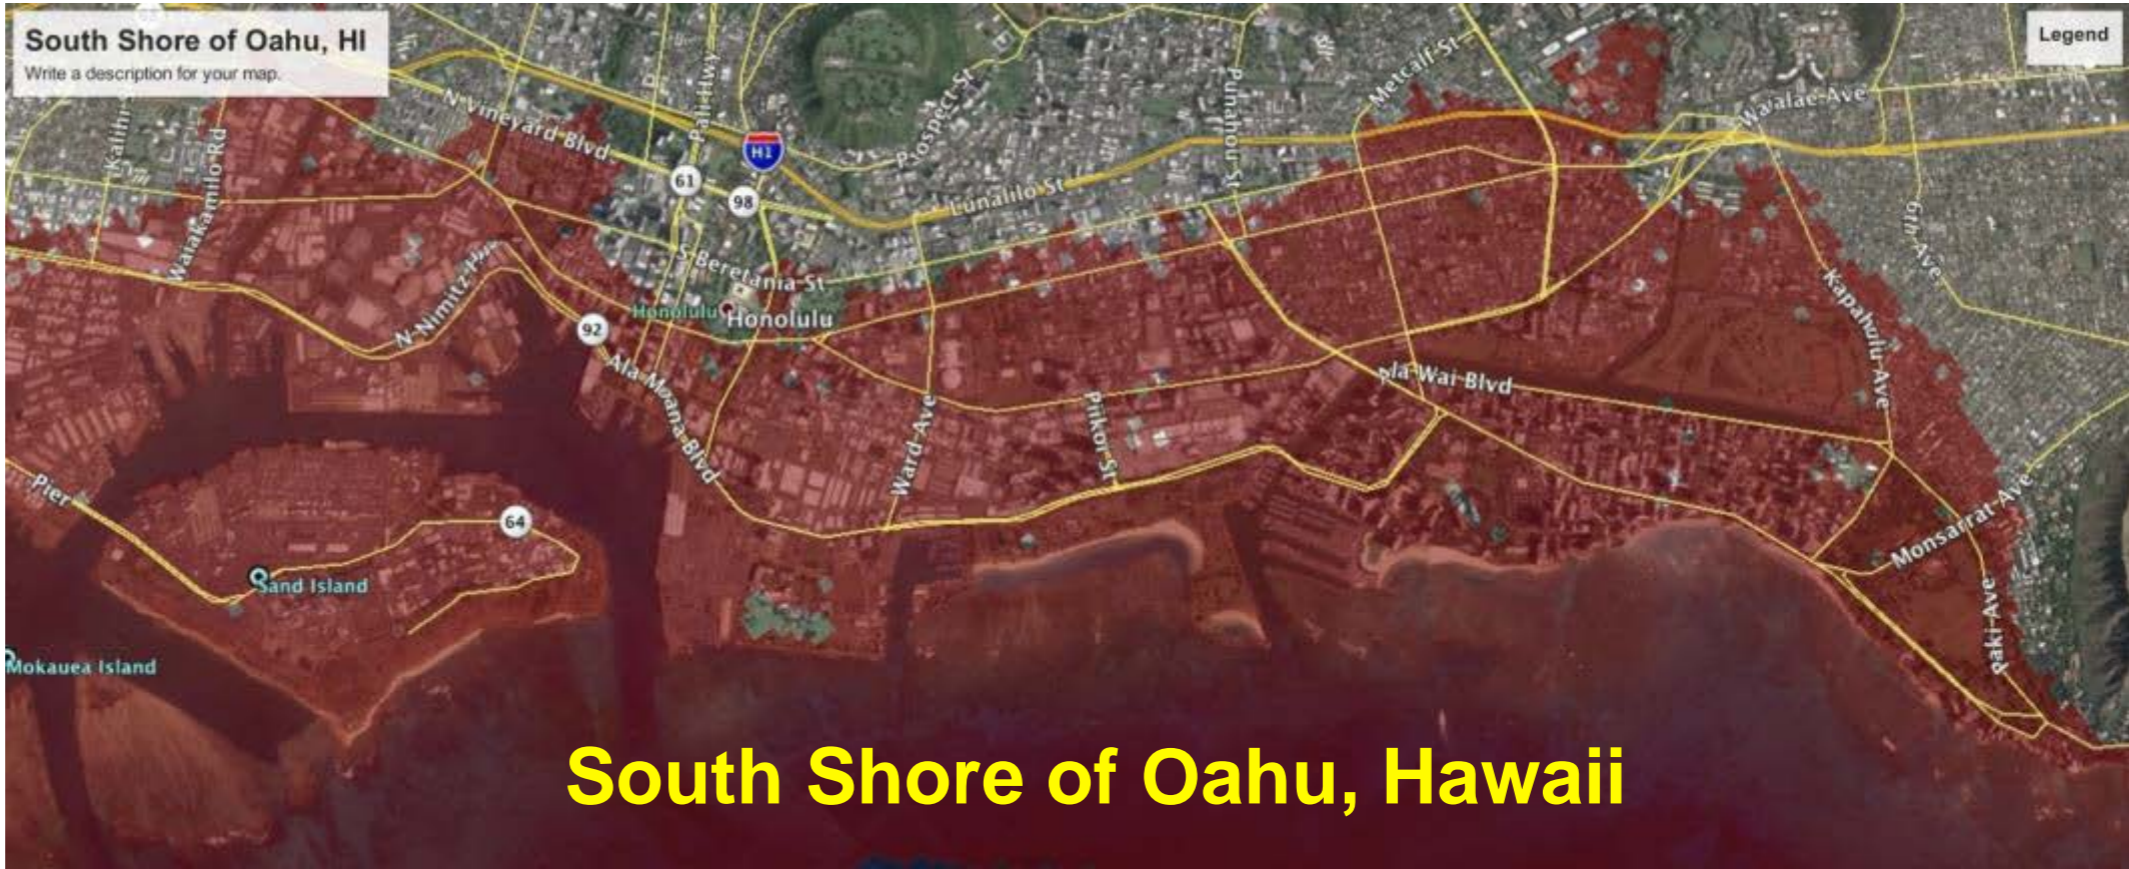 South Shore of Oahu, HI
Write a description for your map.
Legend
63
Kalihi
Waiakamilo Rd
N Vineyard Blvd
Pali Hwy
H1
61
98
Prospect St
Punahou St
Metcalf St
Waialae Ave
6th Ave
Lunalilo St
S Beretania St
Honolulu
Honolulu
N Nimitz Hwy
92
Ala Moana Blvd
Ward Ave
Piikoi St
Ala Wai Blvd
Kapahulu Ave
Monsarrat Ave
Paki Ave
Pier
64
Sand Island
Mokauea Island
South Shore of Oahu, Hawaii